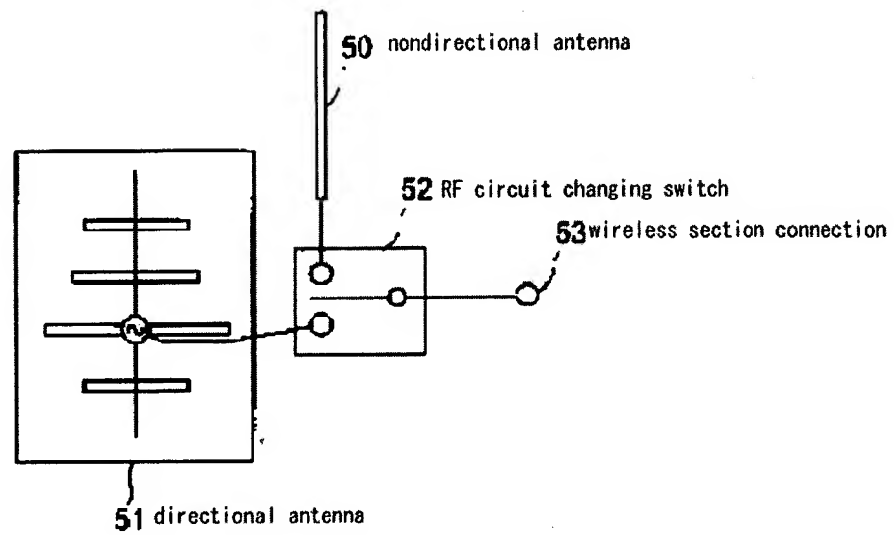 50 nondirectional antenna
52 RF circuit changing switch
53 wireless section connection
51 directional antenna